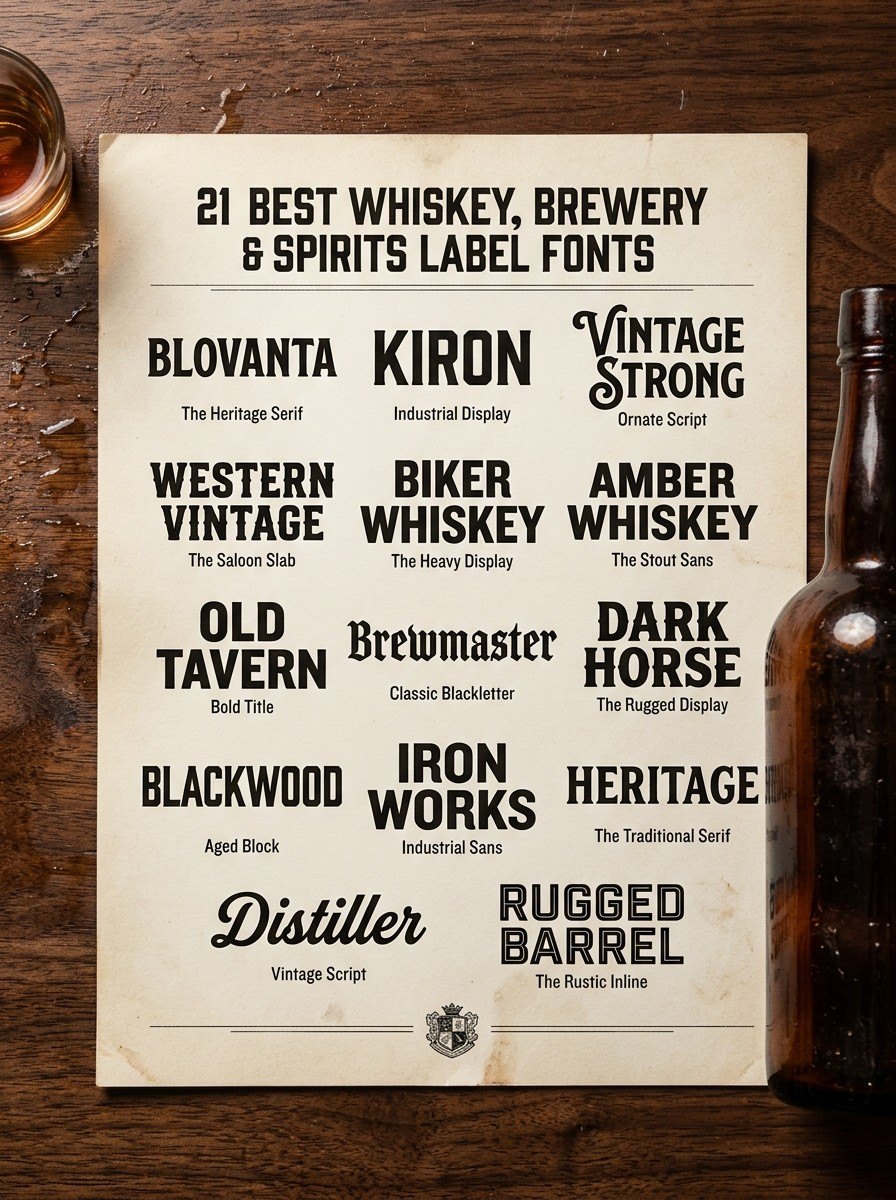 21 BEST WHISKEY, BREWERY
& SPIRITS LABEL FONTS
BLOVANTA
The Heritage Serif
KIRON
Industrial Display
VINTAGE
STRONG
Ornate Script
WESTERN
VINTAGE
The Saloon Slab
BIKER
WHISKEY
The Heavy Display
AMBER
WHISKEY
The Stout Sans
OLD
TAVERN
Bold Title
Brewmaster
Classic Blackletter
DARK
HORSE
The Rugged Display
BLACKWOOD
Aged Block
IRON
WORKS
Industrial Sans
HERITAGE
The Traditional Serif
Distiller
Vintage Script
RUGGED
BARREL
The Rustic Inline